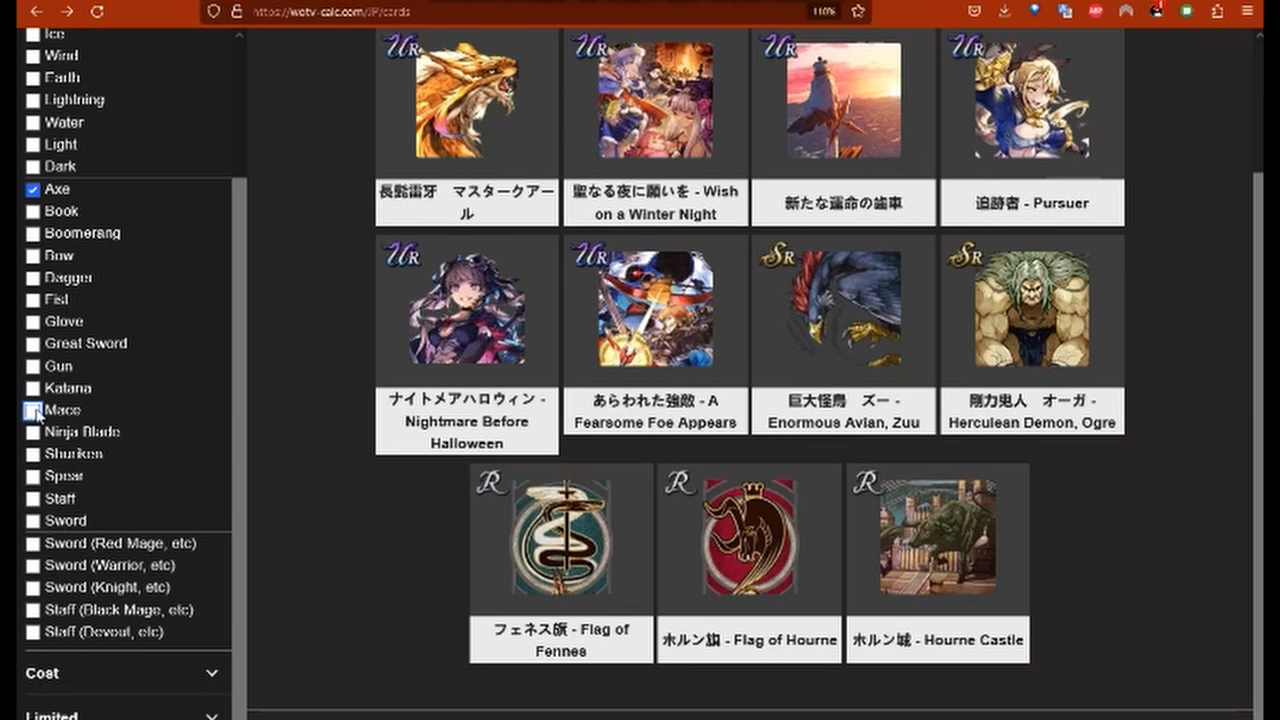 https://wotv-calc.com/JP/cards
110%
Ice
Wind
Earth
Lightning
Water
Light
Dark
Axe
Book
Boomerang
Bow
Dagger
Fist
Glove
Great Sword
Gun
Katana
Mace
Ninja Blade
Shuriken
Spear
Staff
Sword
Sword (Red Mage, etc)
Sword (Warrior, etc)
Sword (Knight, etc)
Staff (Black Mage, etc)
Staff (Devout, etc)
Cost
Limited
UR
UR
UR
UR
長髭雷牙 マスタークアー
ル
聖なる夜に願いを - Wish
on a Winter Night
新たな運命の歯車
追跡者 - Pursuer
UR
UR
SR
SR
ナイトメアハロウィン -
Nightmare Before
Halloween
あらわれた強敵 - A
Fearsome Foe Appears
巨大怪鳥 ズー -
Enormous Avian, Zuu
剛力鬼人 オーガ -
Herculean Demon, Ogre
R
R
R
フェネス旗 - Flag of
Fennes
ホルン旗 - Flag of Hourne
ホルン城 - Hourne Castle